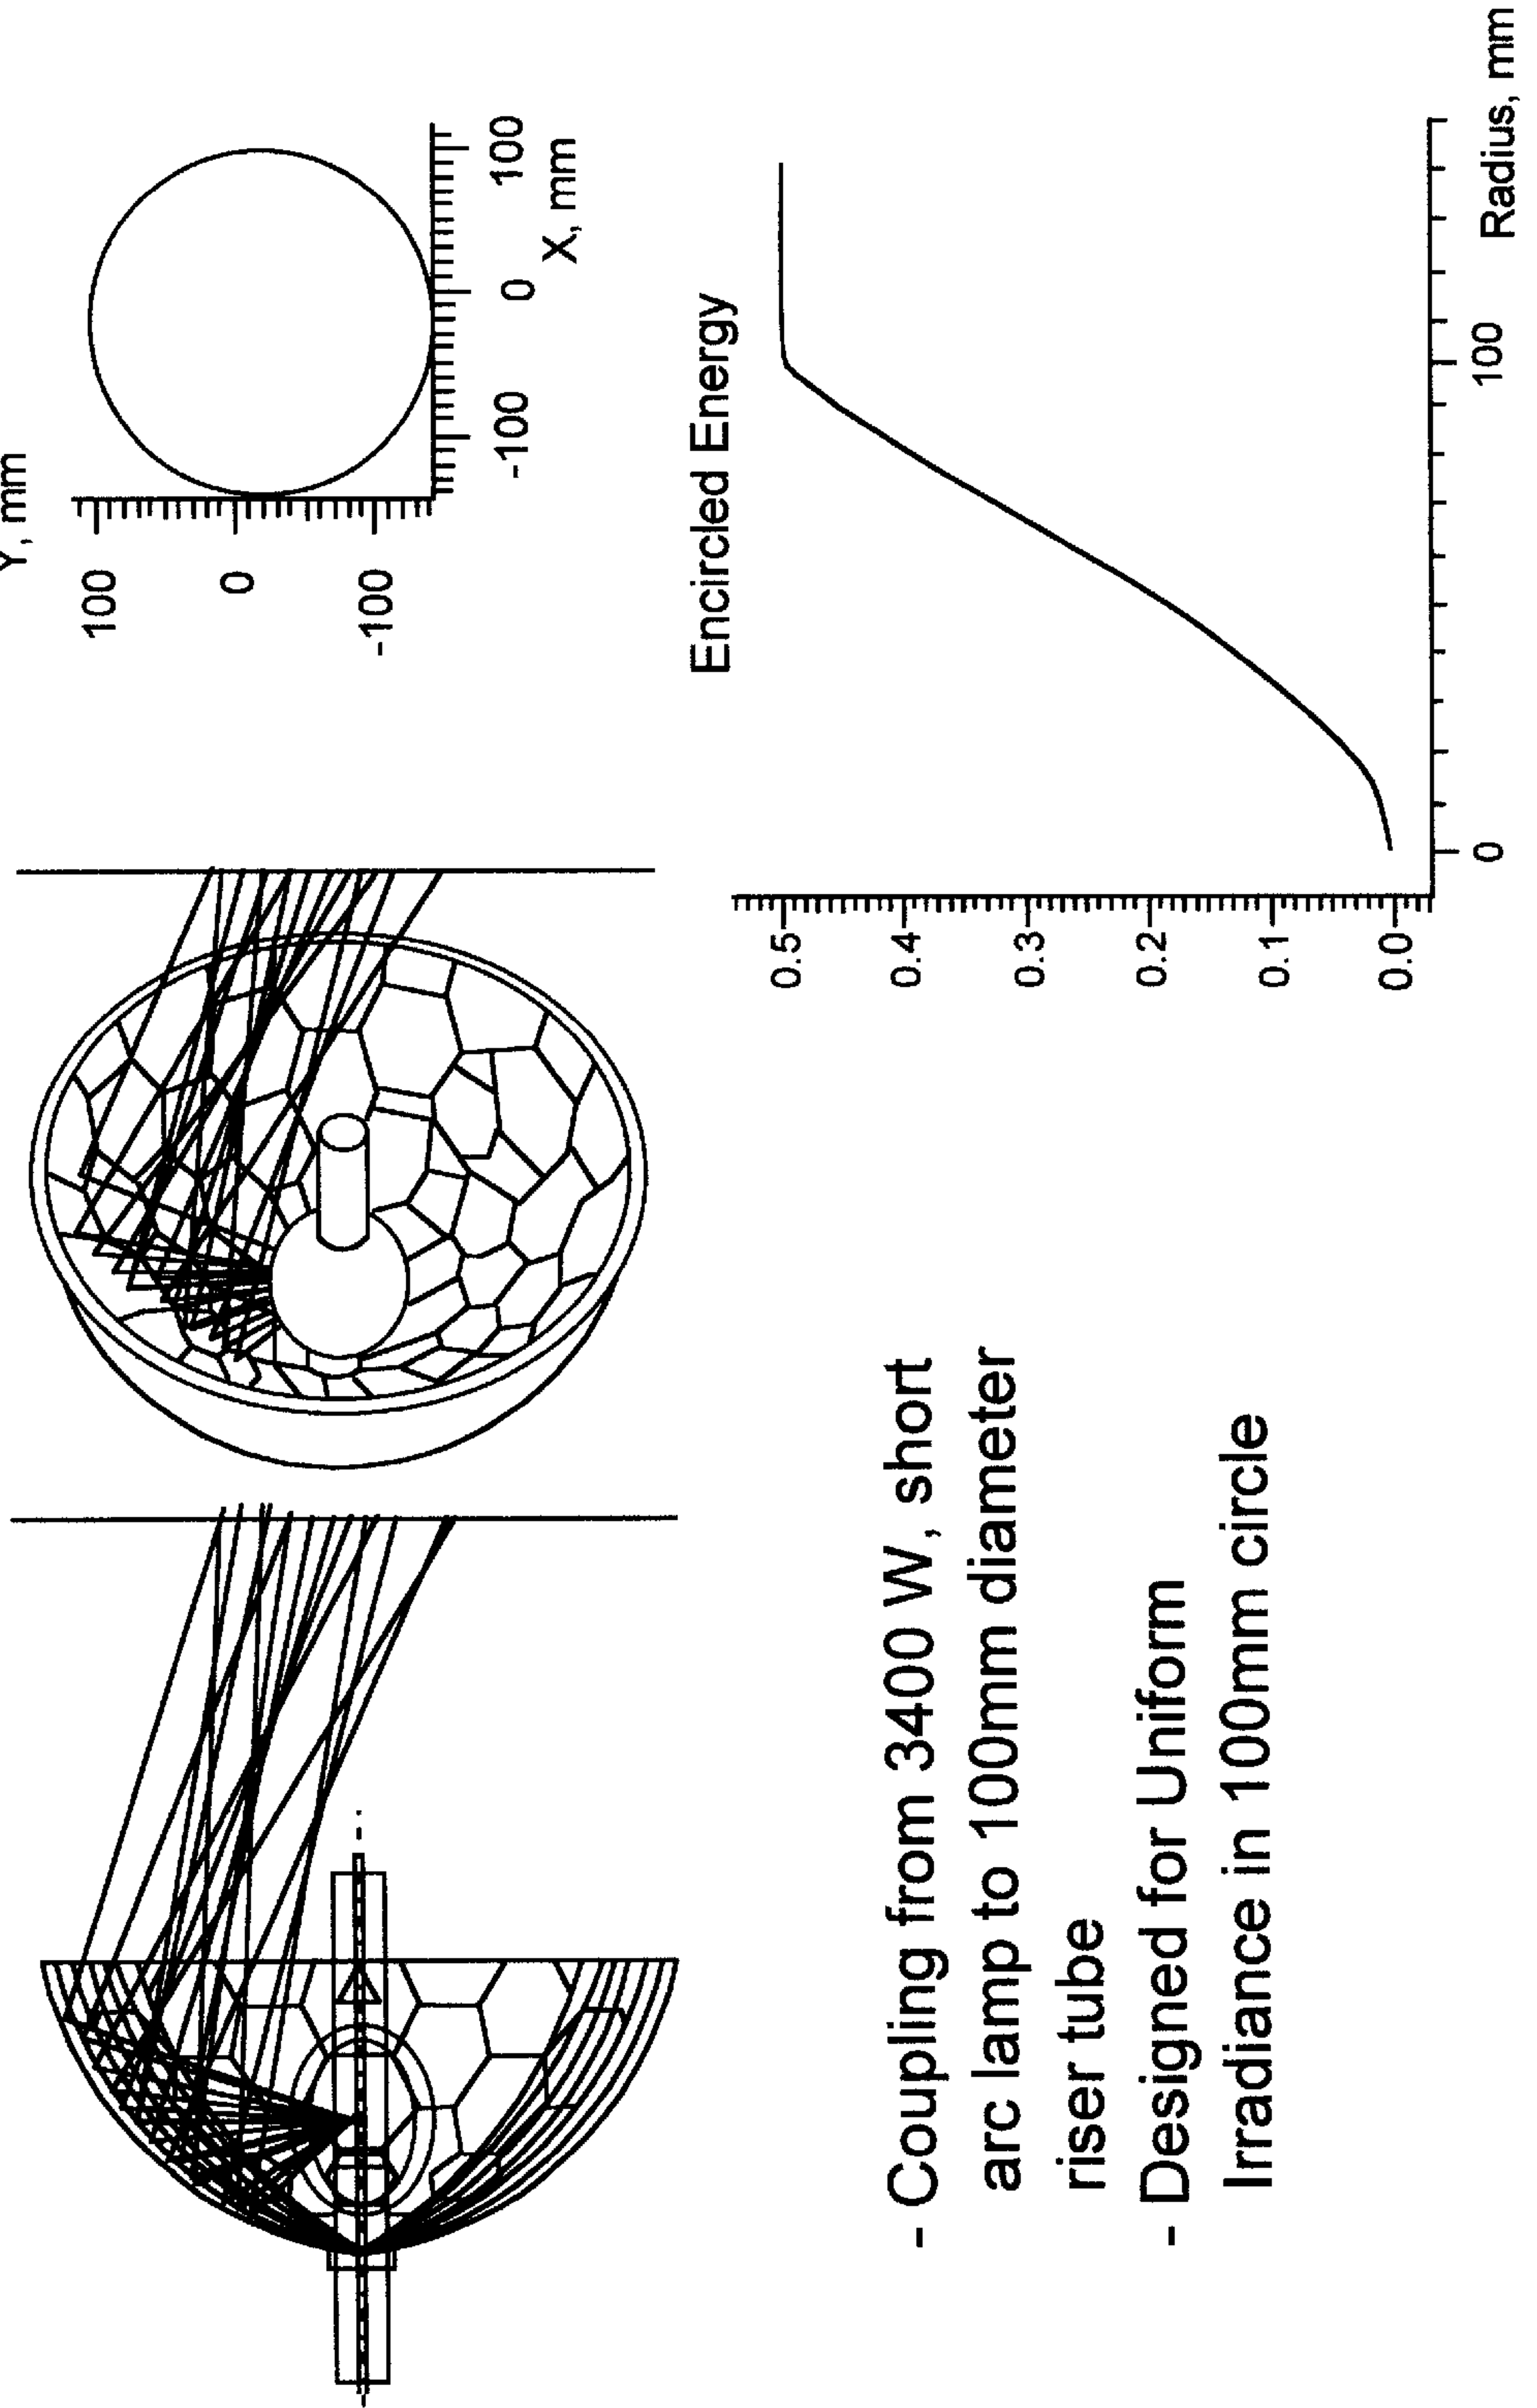 Y, mm
100
0
-100
-100
0
100
X, mm
Encircled Energy
0.5
0.4
0.3
0.2
0.1
0.0
0
100
Radius, mm
- Coupling from 3400 W, short
arc lamp to 100mm diameter
riser tube
- Designed for Uniform
Irradiance in 100mm circle